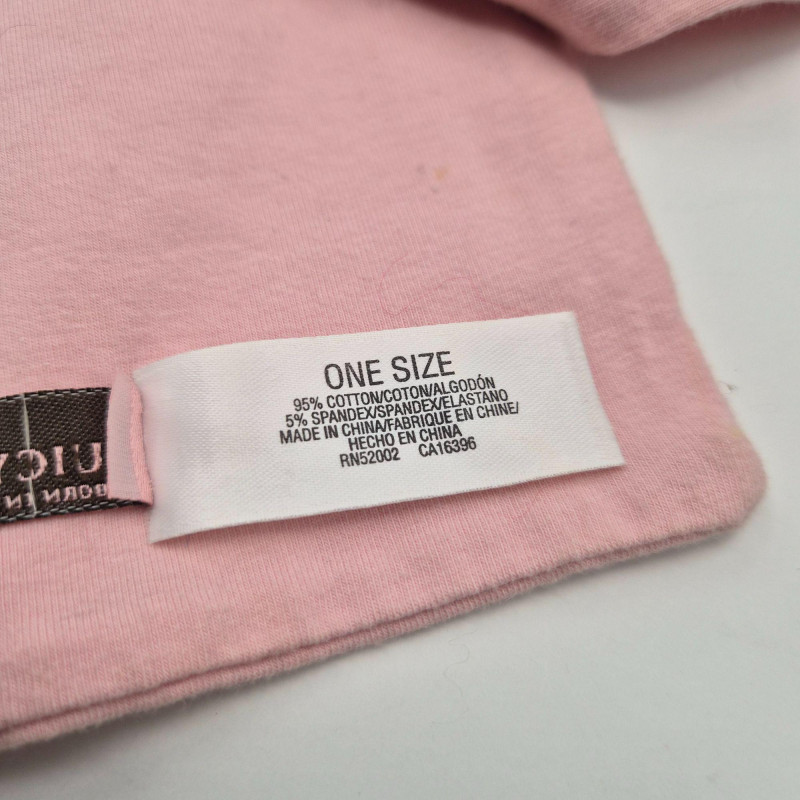 ONE SIZE
95% COTTON/COTON/ALGODÓN
5% SPANDEX/SPANDEX/ELASTANO
MADE IN CHINA/FABRIQUE EN CHINE/
HECHO EN CHINA
RN52002 CA16396